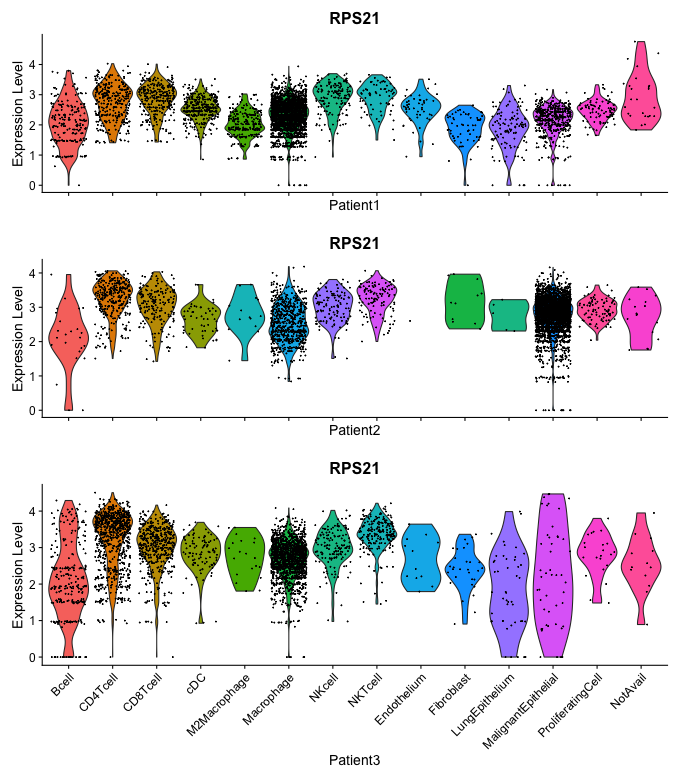 RPS21
Expression Level
4
3
2
1
0
Patient1
RPS21
Expression Level
4
3
2
1
0
Patient2
RPS21
Expression Level
4
3
2
1
0
Bcell
CD4Tcell
CD8Tcell
cDC
M2Macrophage
Macrophage
NKcell
NKTcell
Endothelium
Fibroblast
LungEpithelium
MalignantEpithelial
ProliferatingCell
NotAvail
Patient3